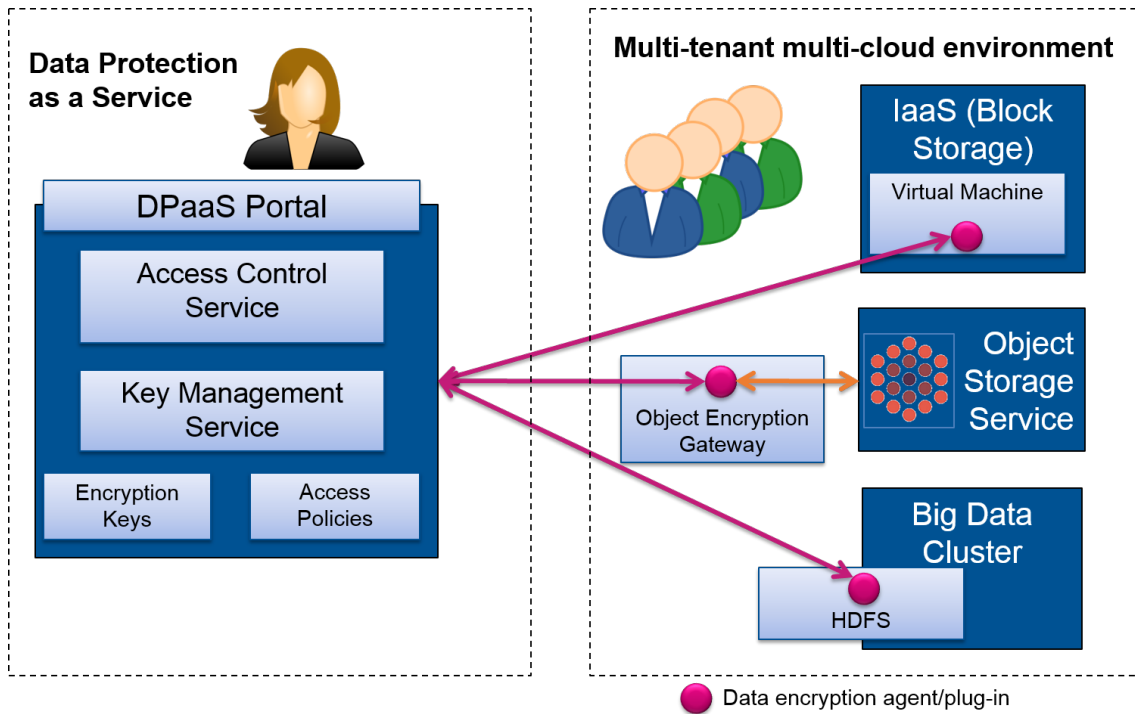 Data Protection
as a Service
DPaaS Portal
Access Control
Service
Key Management
Service
Encryption
Keys
Access
Policies
Multi-tenant multi-cloud environment
IaaS (Block
Storage)
Virtual Machine
Object Encryption
Gateway
Object
Storage
Service
Big Data
Cluster
HDFS
Data encryption agent/plug-in